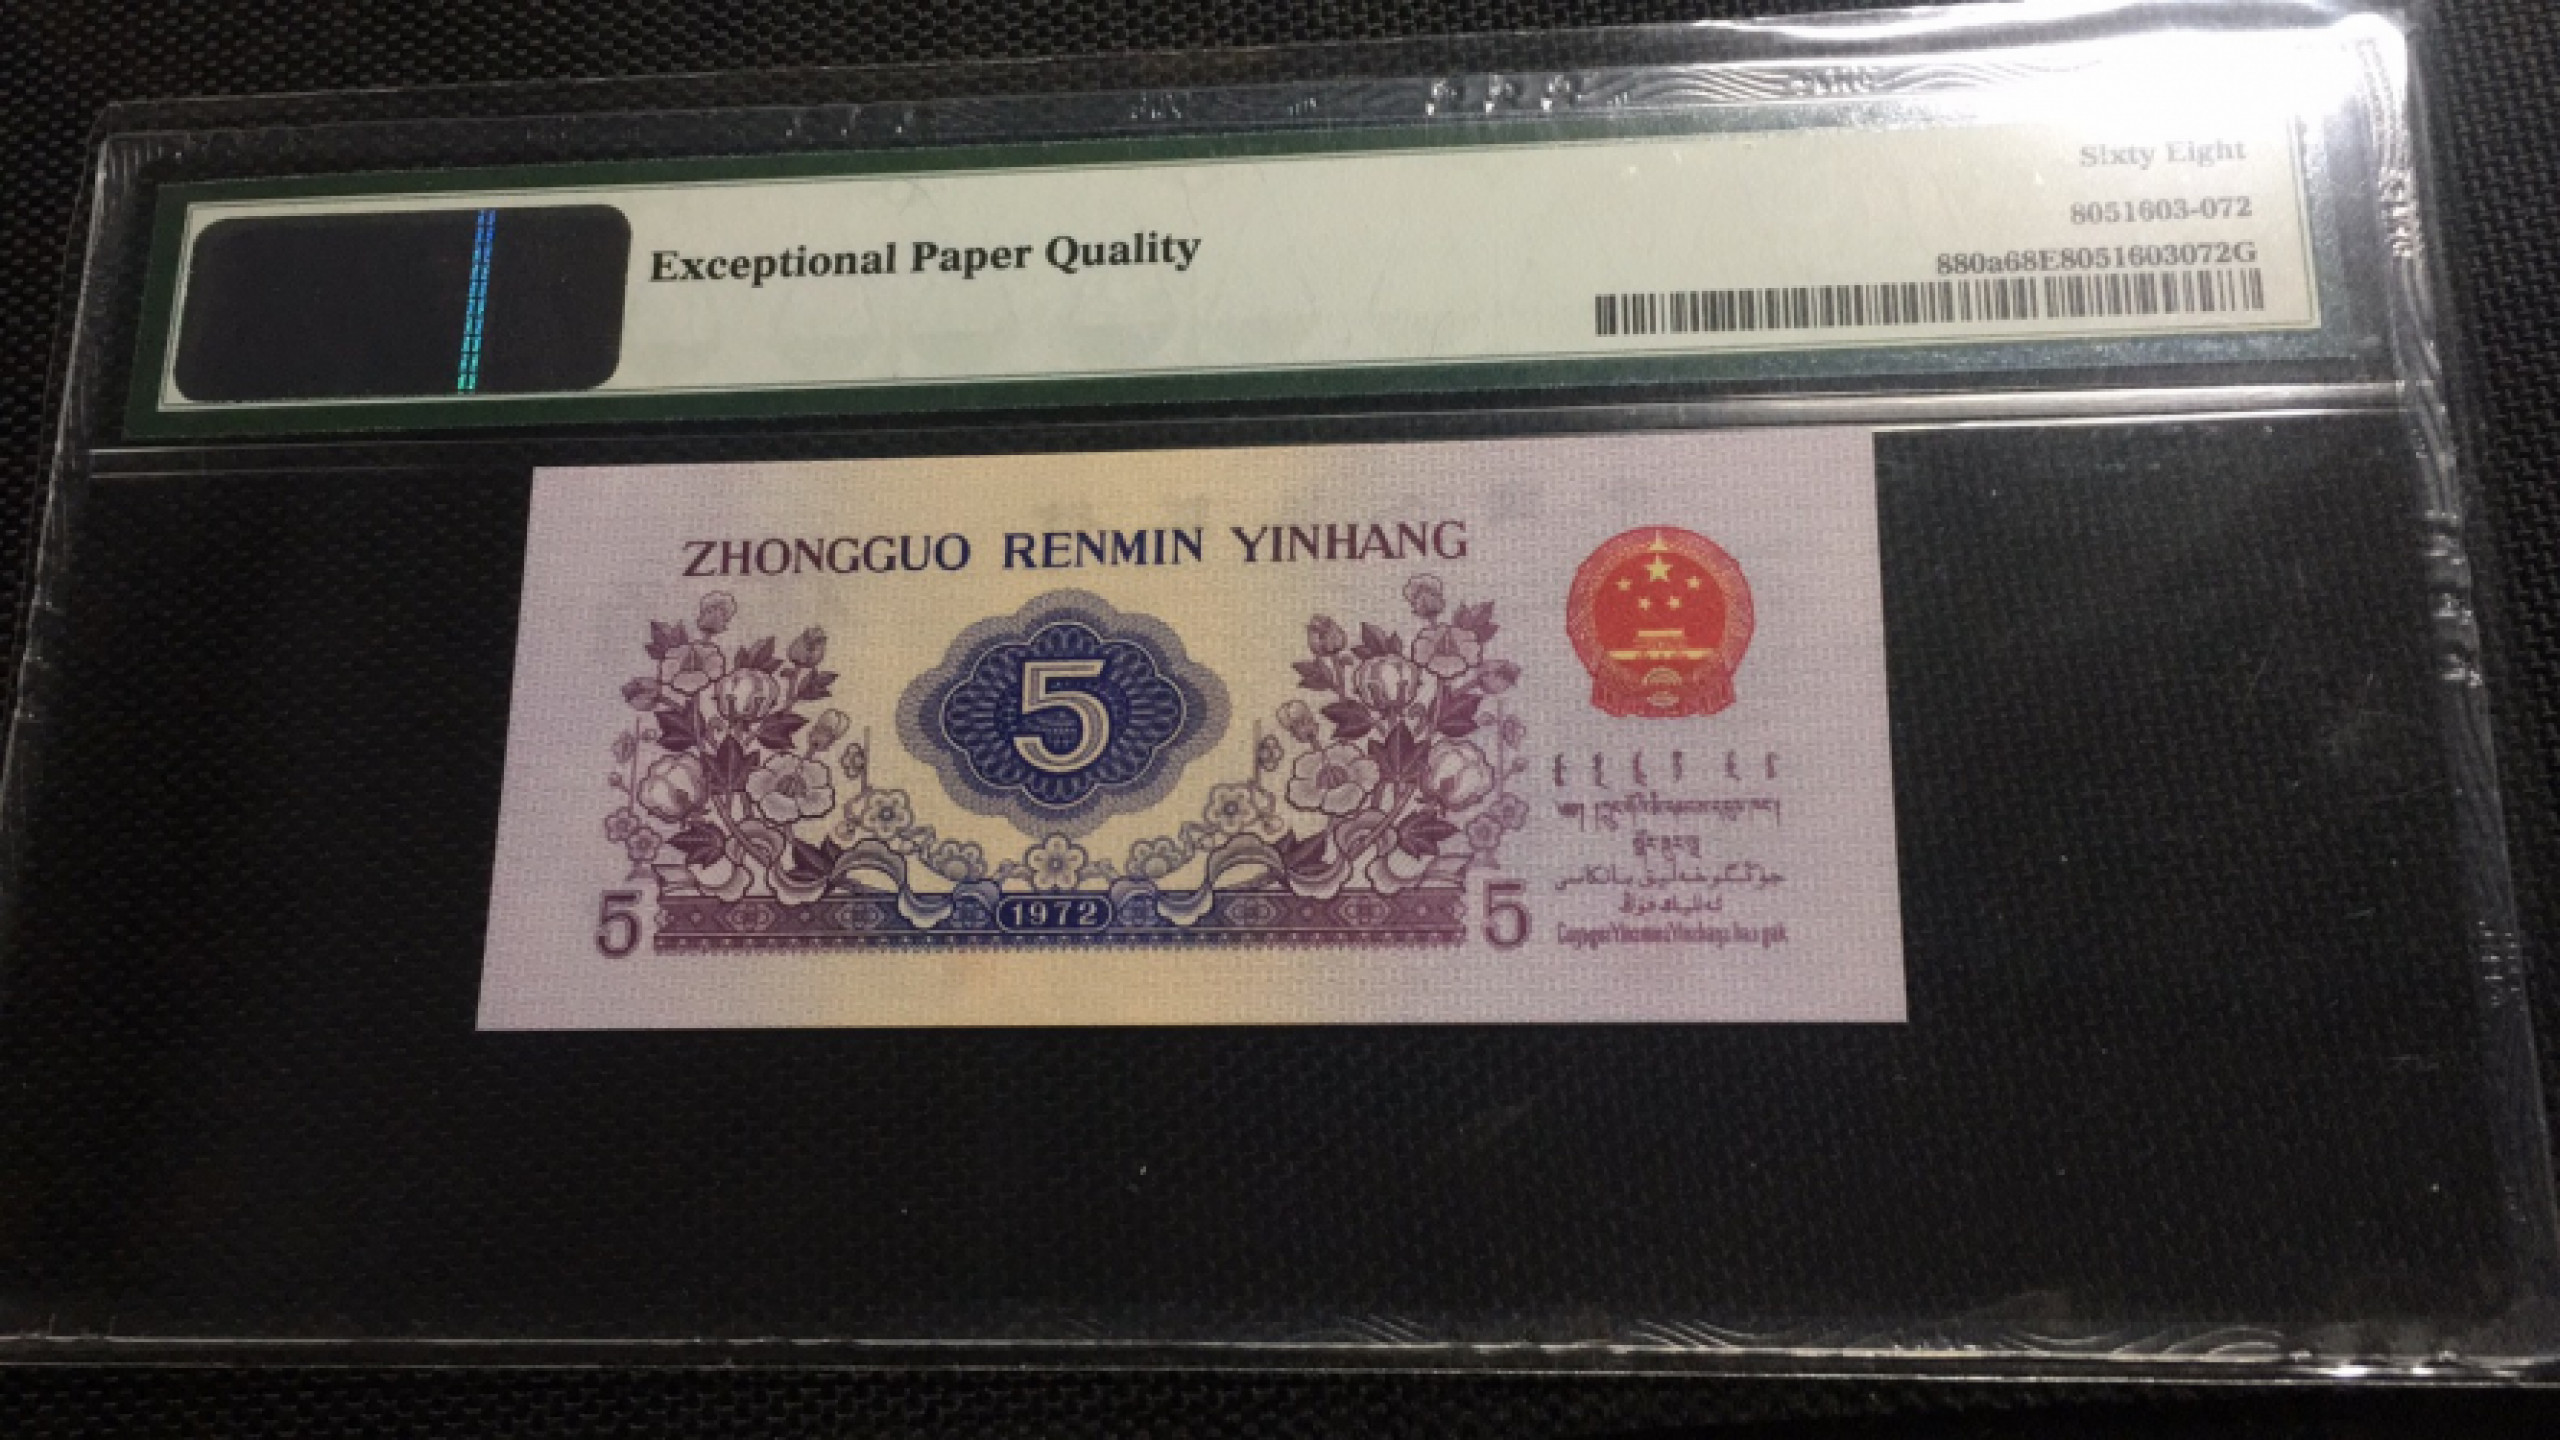 Sixty Eight
8051603-072
Exceptional Paper Quality
880a68E8051603072G
ZHONGGUO RENMIN YINHANG
5
1972
5
5